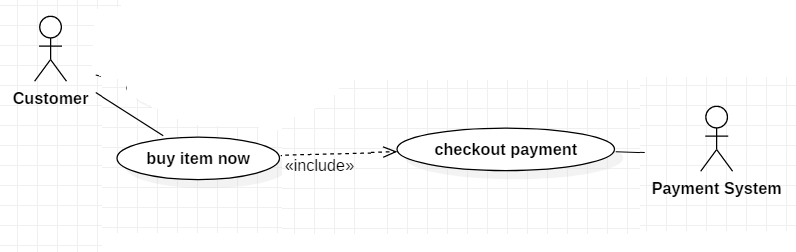 Customer
buy item now
«include»
checkout payment
Payment System